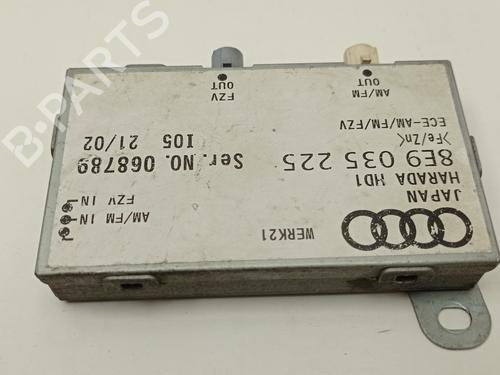 WERK21
JAPAN
HARADA HD1
8E9 035 225
>Fe/Zn<
ECE-AM/FM/FZV
Ser.NO. 068789
I05 21/02
AM/FM IN
FZV IN
AM/FM
OUT
FZV
OUT
B-PARTS